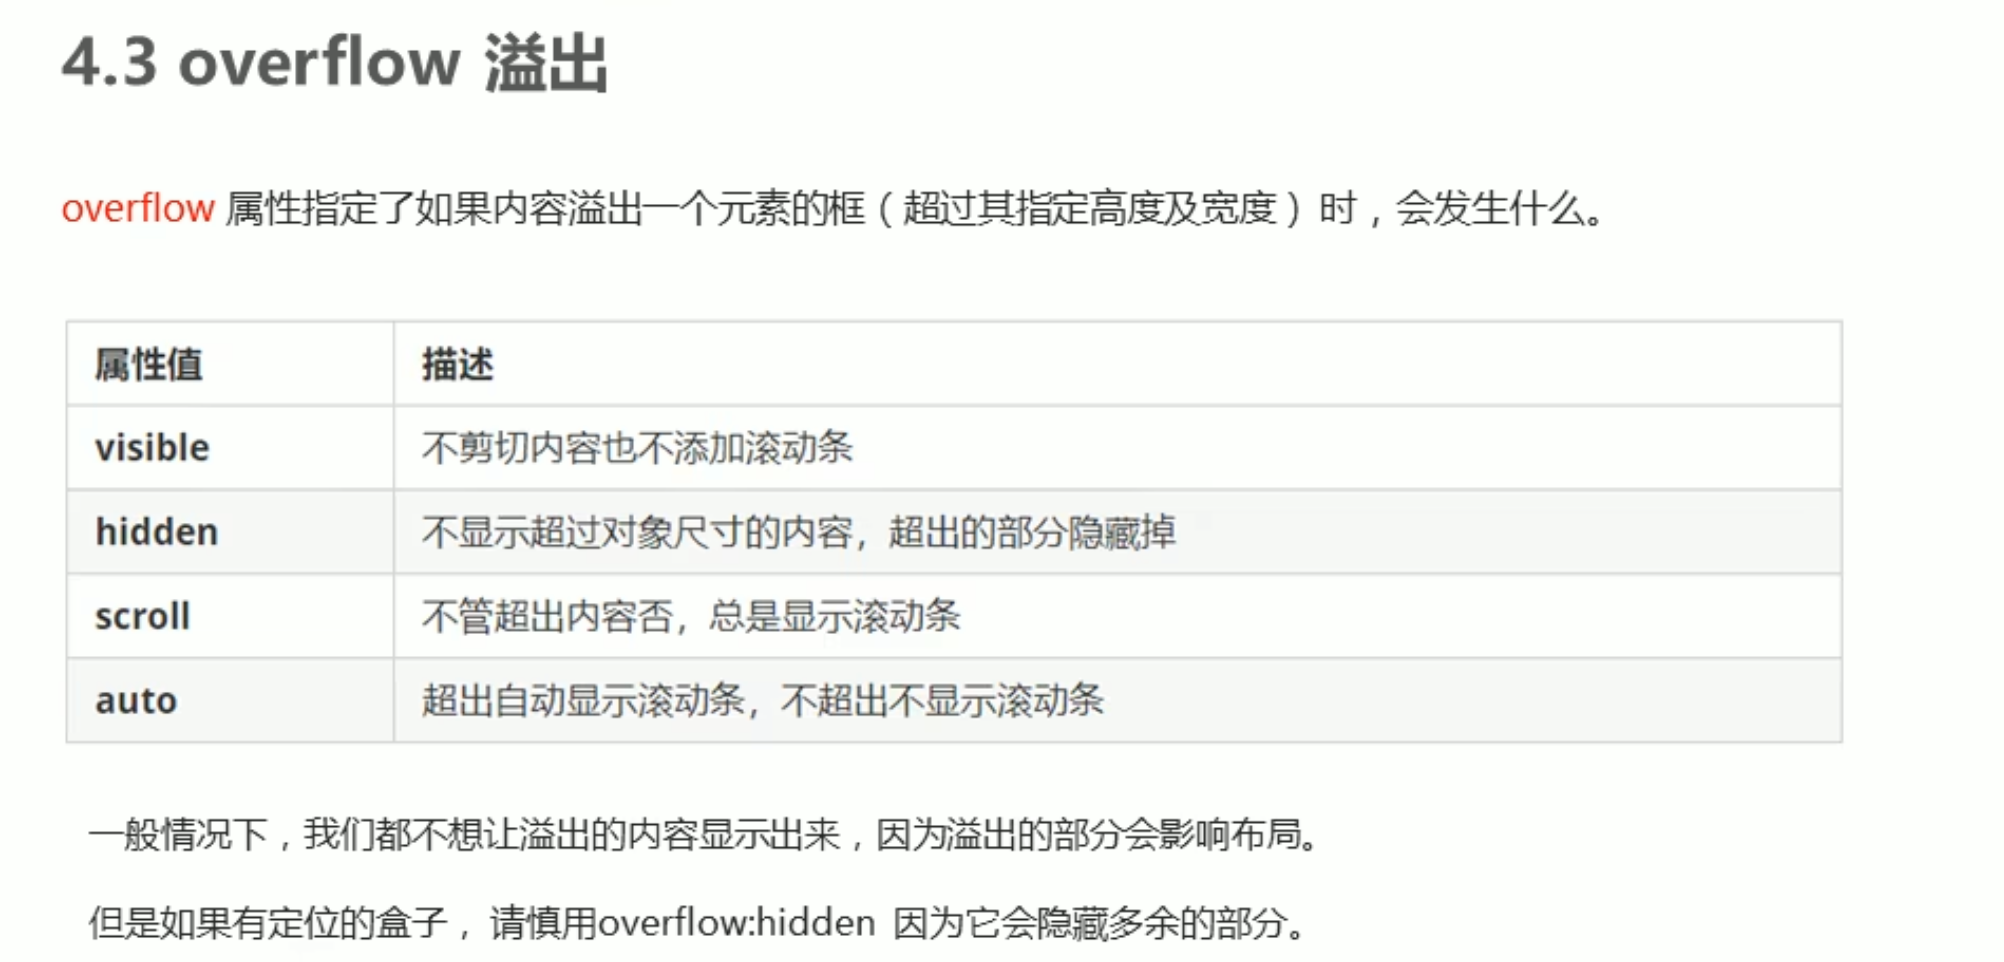 4.3 overflow 溢出
overflow 属性指定了如果内容溢出一个元素的框（超过其指定高度及宽度）时，会发生什么。
属性值 描述
visible 不剪切内容也不添加滚动条
hidden 不显示超过对象尺寸的内容，超出的部分隐藏掉
scroll 不管超出内容否，总是显示滚动条
auto 超出自动显示滚动条，不超出不显示滚动条
一般情况下，我们都不想让溢出的内容显示出来，因为溢出的部分会影响布局。
但是如果有定位的盒子，请慎用overflow:hidden 因为它会隐藏多余的部分。